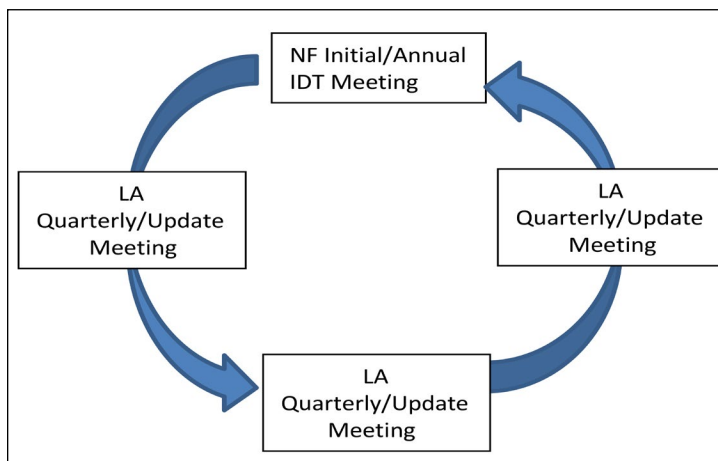 NF Initial/Annual
IDT Meeting
LA
Quarterly/Update
Meeting
LA
Quarterly/Update
Meeting
LA
Quarterly/Update
Meeting